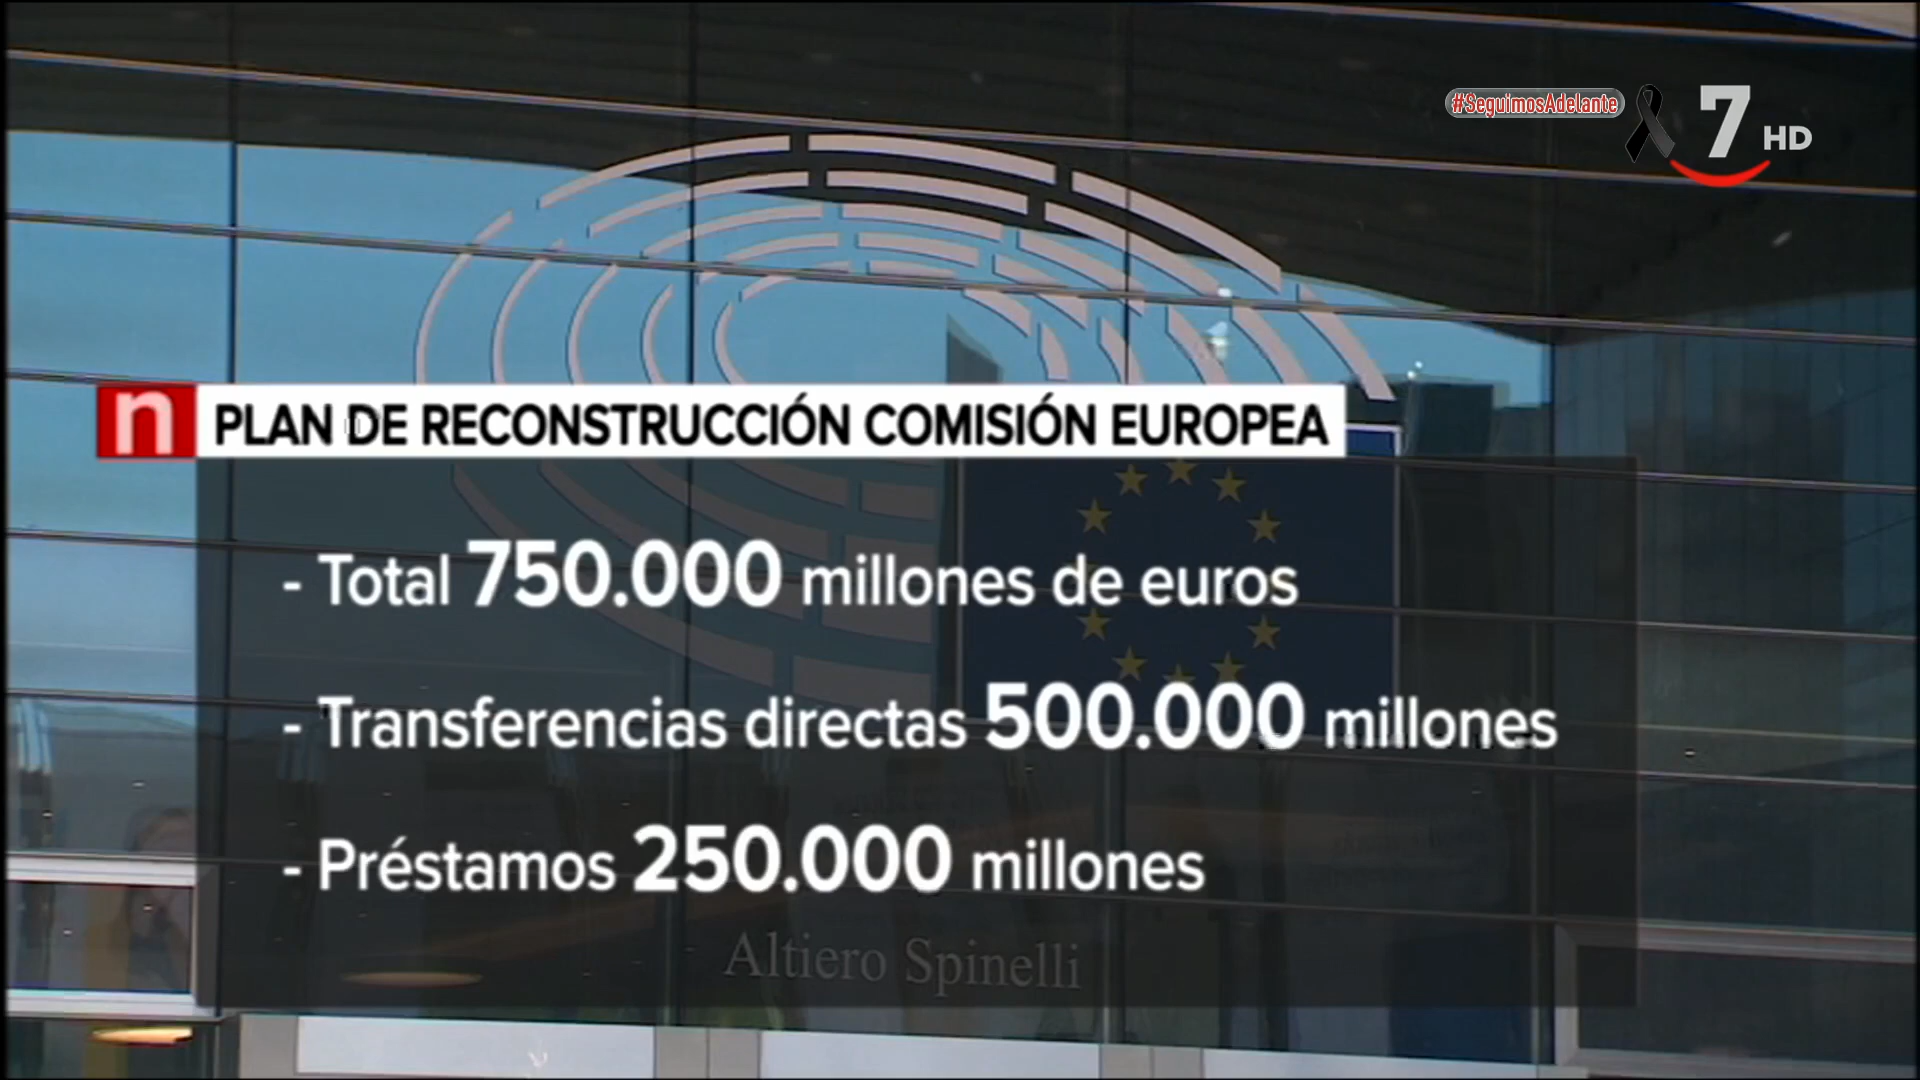 #SeguimosAdelante
7 HD
n PLAN DE RECONSTRUCCIÓN COMISIÓN EUROPEA
- Total 750.000 millones de euros
- Transferencias directas 500.000 millones
- Préstamos 250.000 millones
Altiero Spinelli